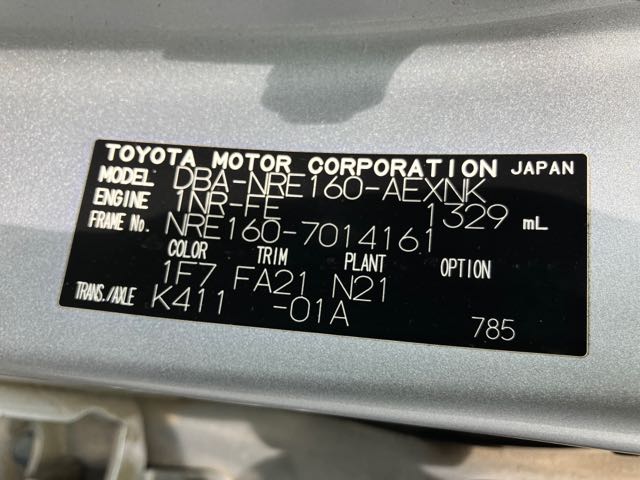 TOYOTA MOTOR CORPORATION JAPAN
MODEL DBA-NRE160-AEXNK
ENGINE 1NR-FE 1329 mL
FRAME No. NRE160-7014161
COLOR TRIM PLANT OPTION
1F7 FA21 N21
TRANS./AXLE K411 -01A
785